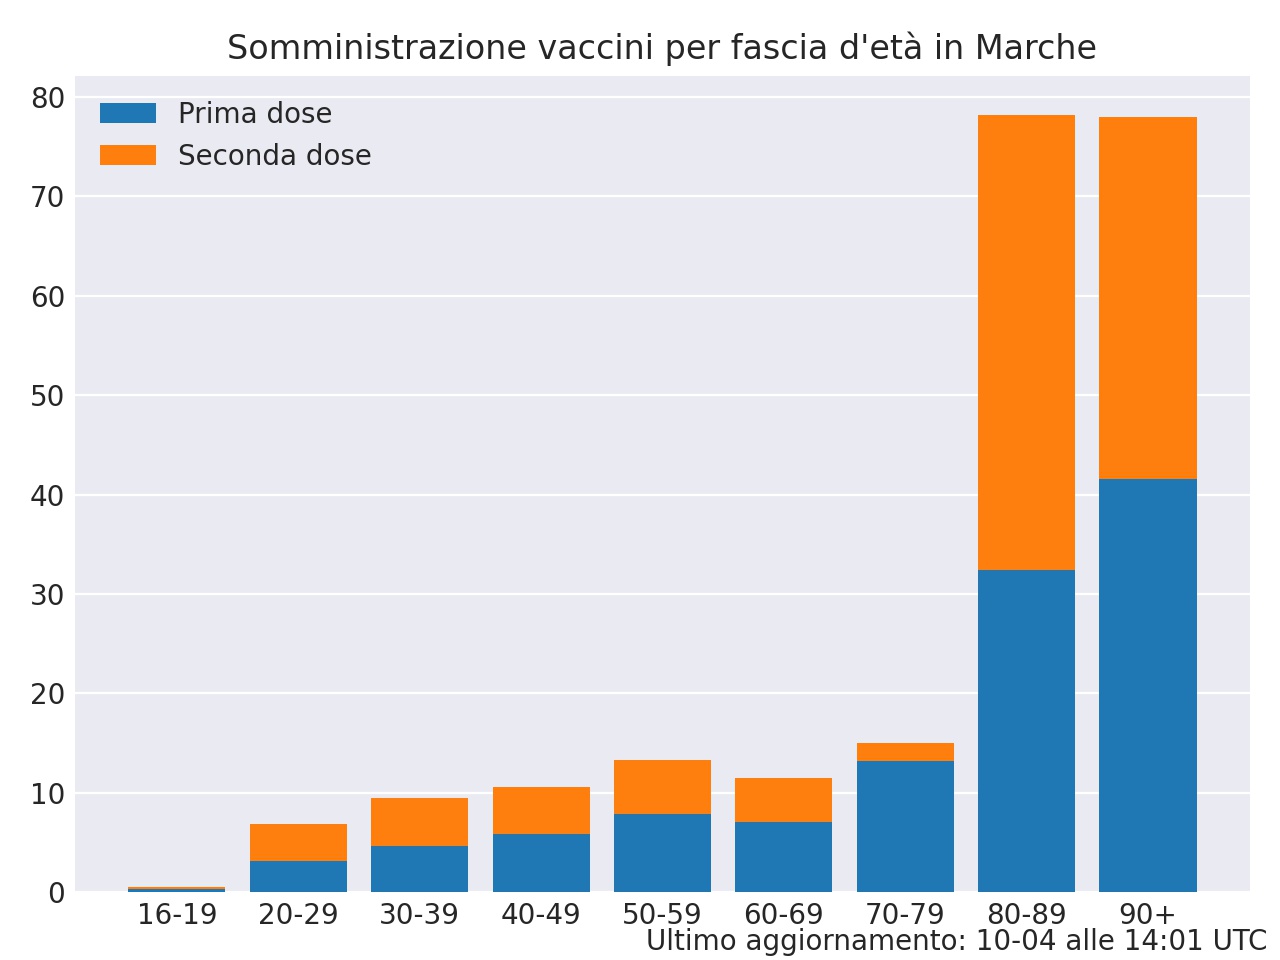 Somministrazione vaccini per fascia d'età in Marche
Prima dose
Seconda dose
80
70
60
50
40
30
20
10
0
16-19 20-29 30-39 40-49 50-59 60-69 70-79 80-89 90+
Ultimo aggiornamento: 10-04 alle 14:01 UTC